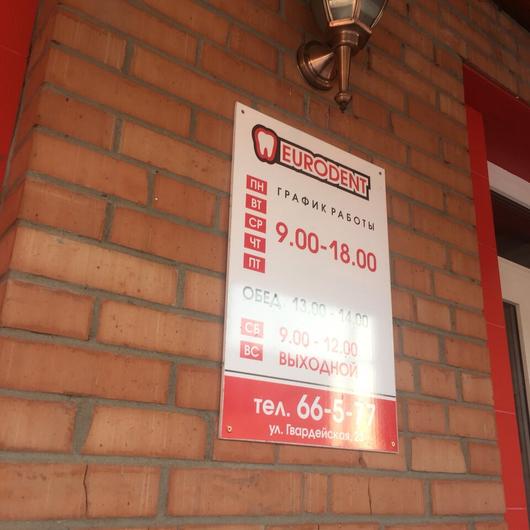 EURODENT
ГРАФИК РАБОТЫ
ПН
ВТ
СР
ЧТ
ПТ
9.00-18.00
ОБЕД 13.00 - 14.00
СБ 9.00 - 12.00
ВС ВЫХОДНОЙ
тел. 66-5-77
ул. Гвардейская,